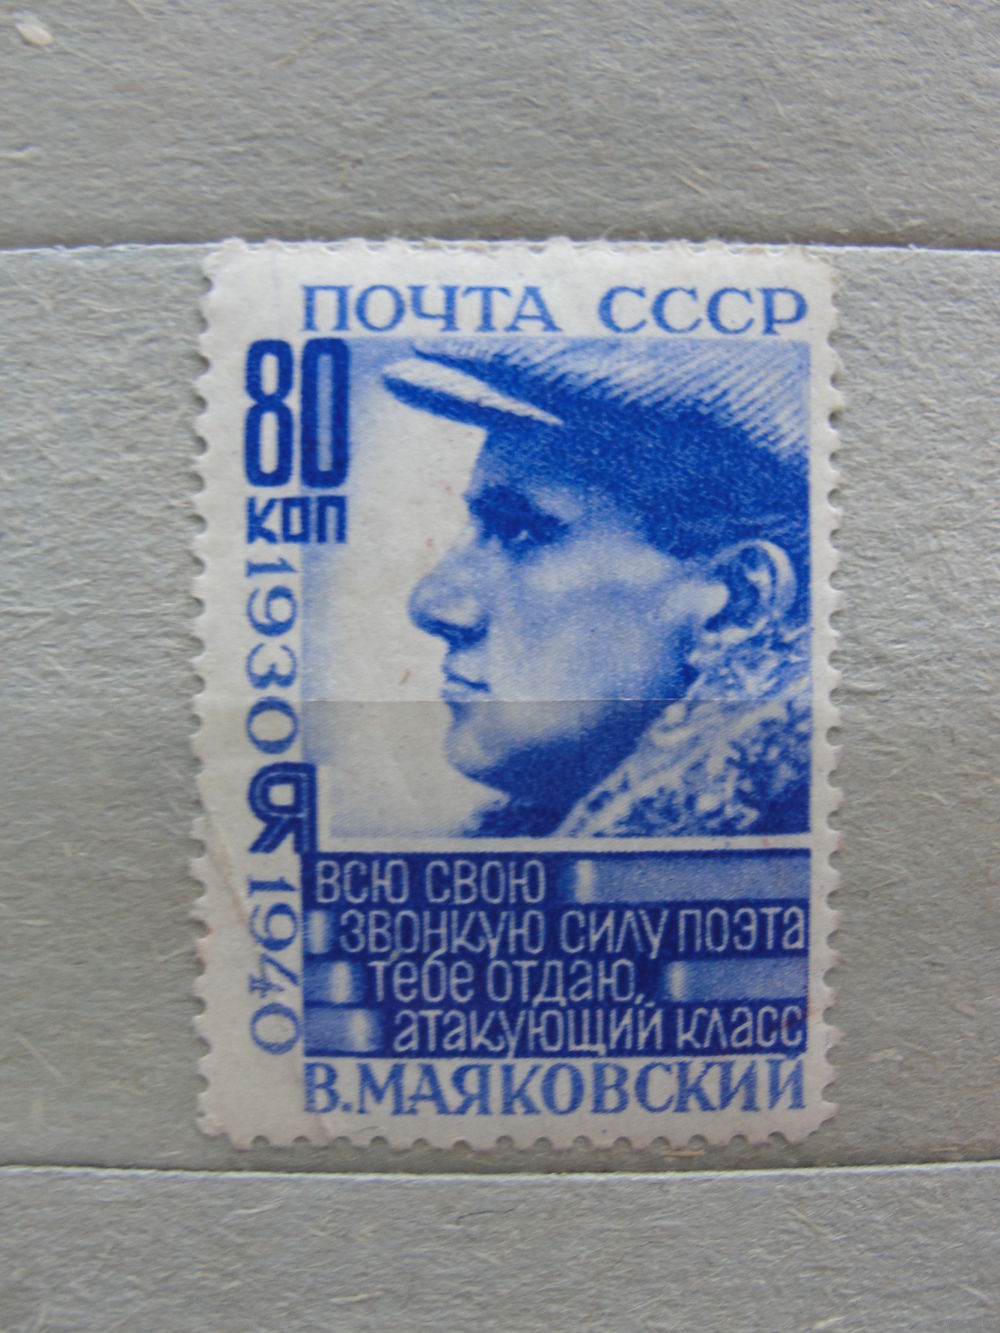 ПОЧТА СССР
80
коп
1930 Я 1940
ВСЮ СВОЮ
ЗВОНКУЮ СИЛУ ПОЭТА
ТЕБЕ ОТДАЮ,
АТАКУЮЩИЙ КЛАСС
В.МАЯКОВСКИЙ